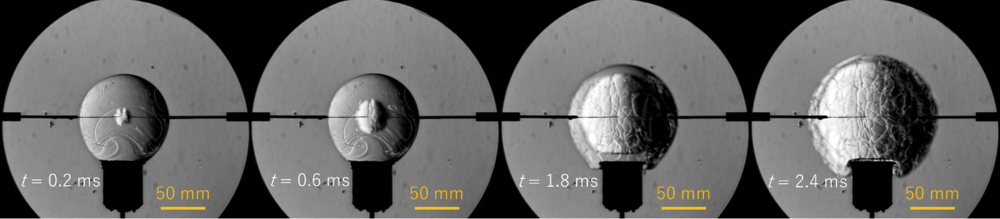 t = 0.2 ms
50 mm
t = 0.6 ms
50 mm
t = 1.8 ms
50 mm
t = 2.4 ms
50 mm